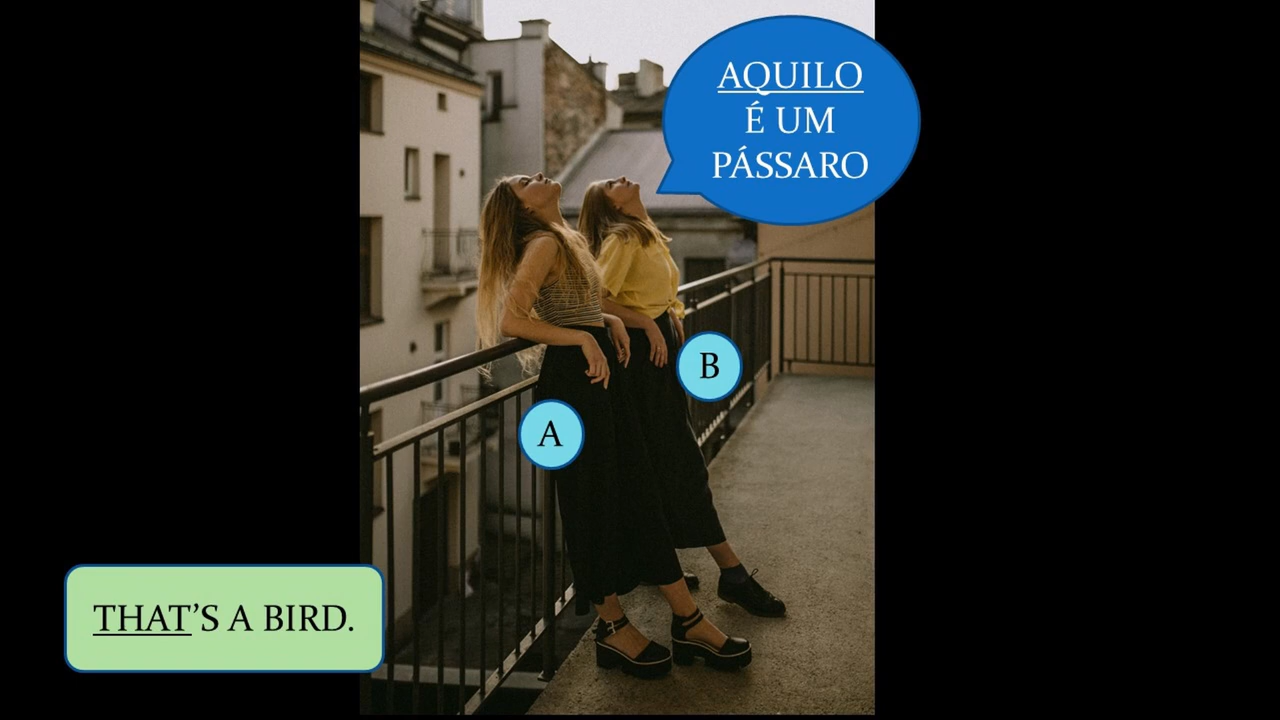 AQUILO
É UM
PÁSSARO
B
A
THAT'S A BIRD.